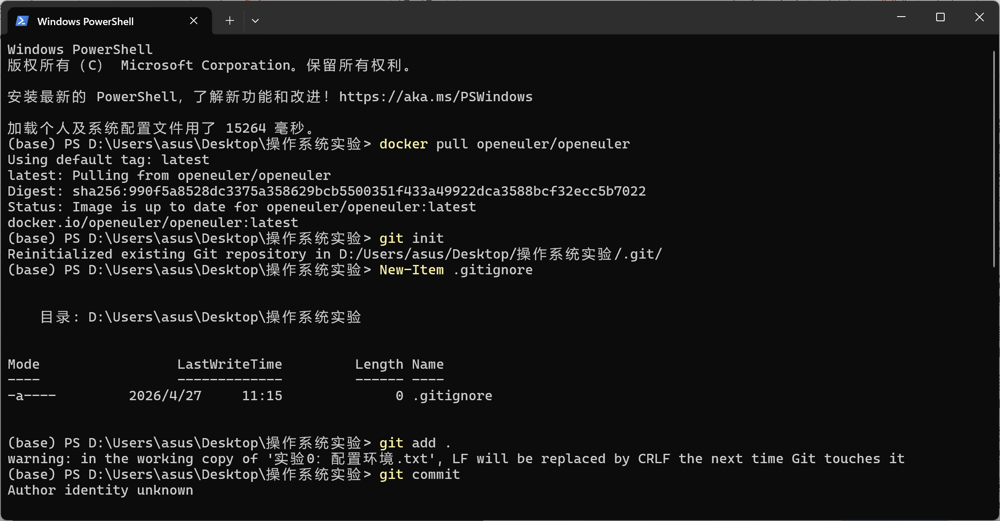 Windows PowerShell
Windows PowerShell
版权所有（C） Microsoft Corporation。保留所有权利。
安装最新的 PowerShell，了解新功能和改进！https://aka.ms/PSWindows
加载个人及系统配置文件用了 15264 毫秒。
(base) PS D:\Users\asus\Desktop\操作系统实验> docker pull openeuler/openeuler
Using default tag: latest
latest: Pulling from openeuler/openeuler
Digest: sha256:990f5a8528dc3375a358629bcb5500351f433a49922dca3588bcf32ecc5b7022
Status: Image is up to date for openeuler/openeuler:latest
docker.io/openeuler/openeuler:latest
(base) PS D:\Users\asus\Desktop\操作系统实验> git init
Reinitialized existing Git repository in D:/Users/asus/Desktop/操作系统实验/.git/
(base) PS D:\Users\asus\Desktop\操作系统实验> New-Item .gitignore
目录: D:\Users\asus\Desktop\操作系统实验
Mode LastWriteTime Length Name
---- ------------- ------ ----
-a---- 2026/4/27 11:15 0 .gitignore
(base) PS D:\Users\asus\Desktop\操作系统实验> git add .
warning: in the working copy of '实验0：配置环境.txt', LF will be replaced by CRLF the next time Git touches it
(base) PS D:\Users\asus\Desktop\操作系统实验> git commit
Author identity unknown